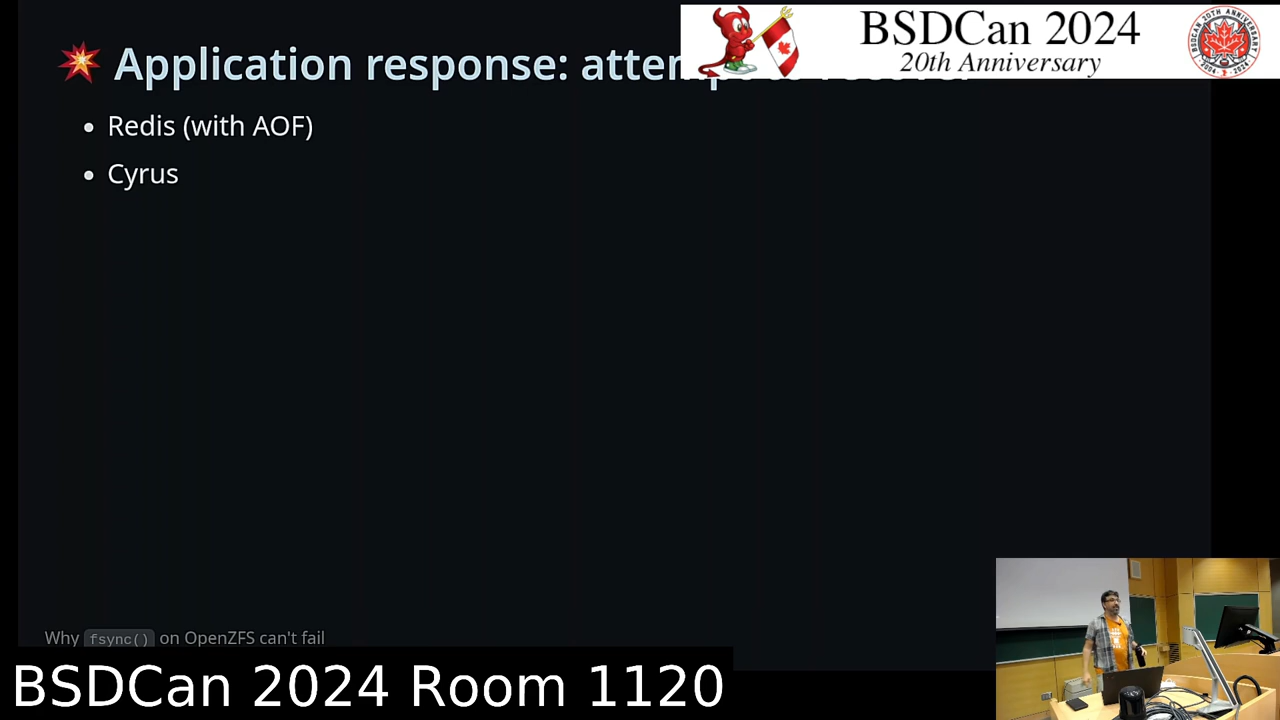 BSDCan 2024
20th Anniversary
Application response:
Redis (with AOF)
Cyrus
Why fsync() on OpenZFS can't fail
BSDCan 2024 Room 1120